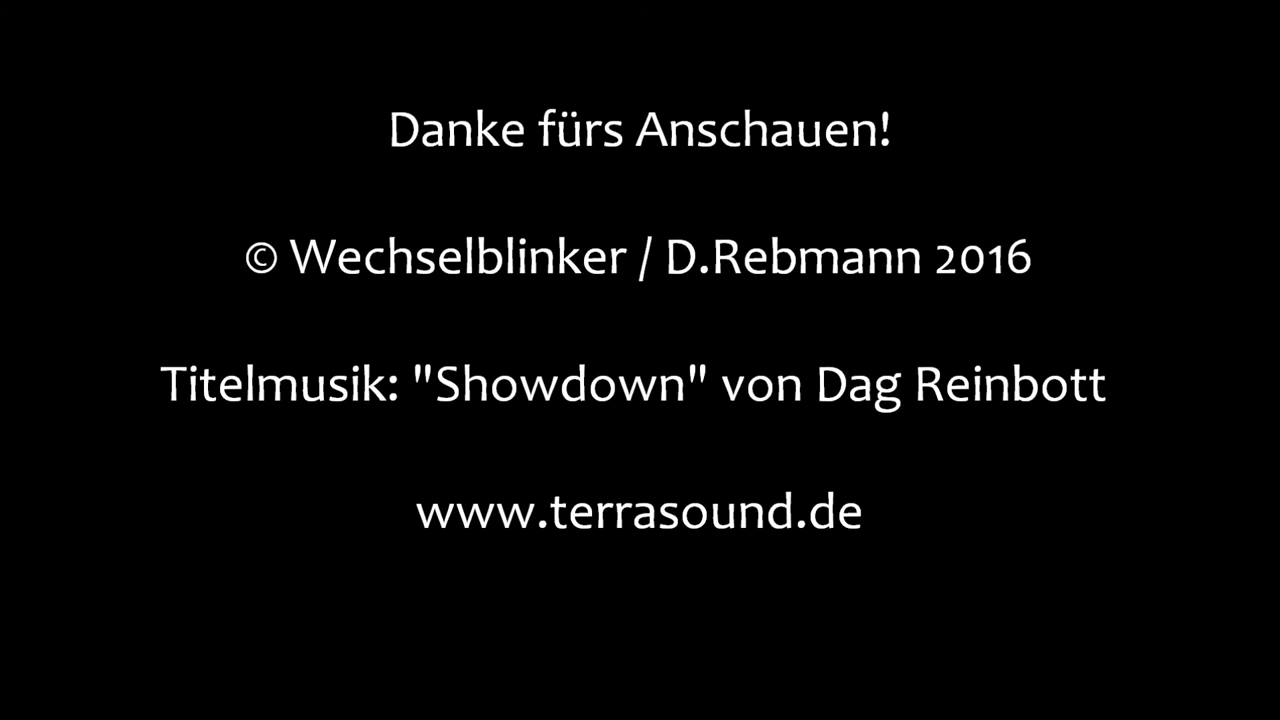 Danke fürs Anschauen!
© Wechselblinker / D.Rebmann 2016
Titelmusik: "Showdown" von Dag Reinbott
www.terrasound.de